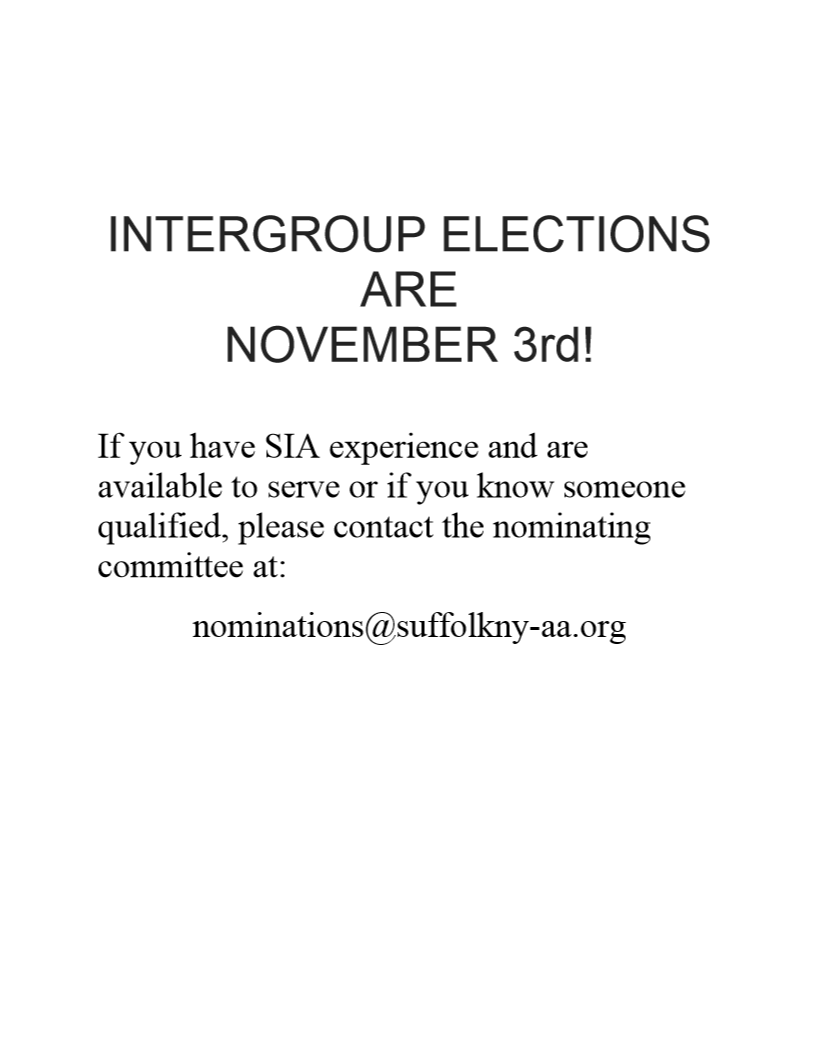 INTERGROUP ELECTIONS
ARE
NOVEMBER 3rd!
If you have SIA experience and are
available to serve or if you know someone
qualified, please contact the nominating
committee at:
nominations@suffolkny-aa.org